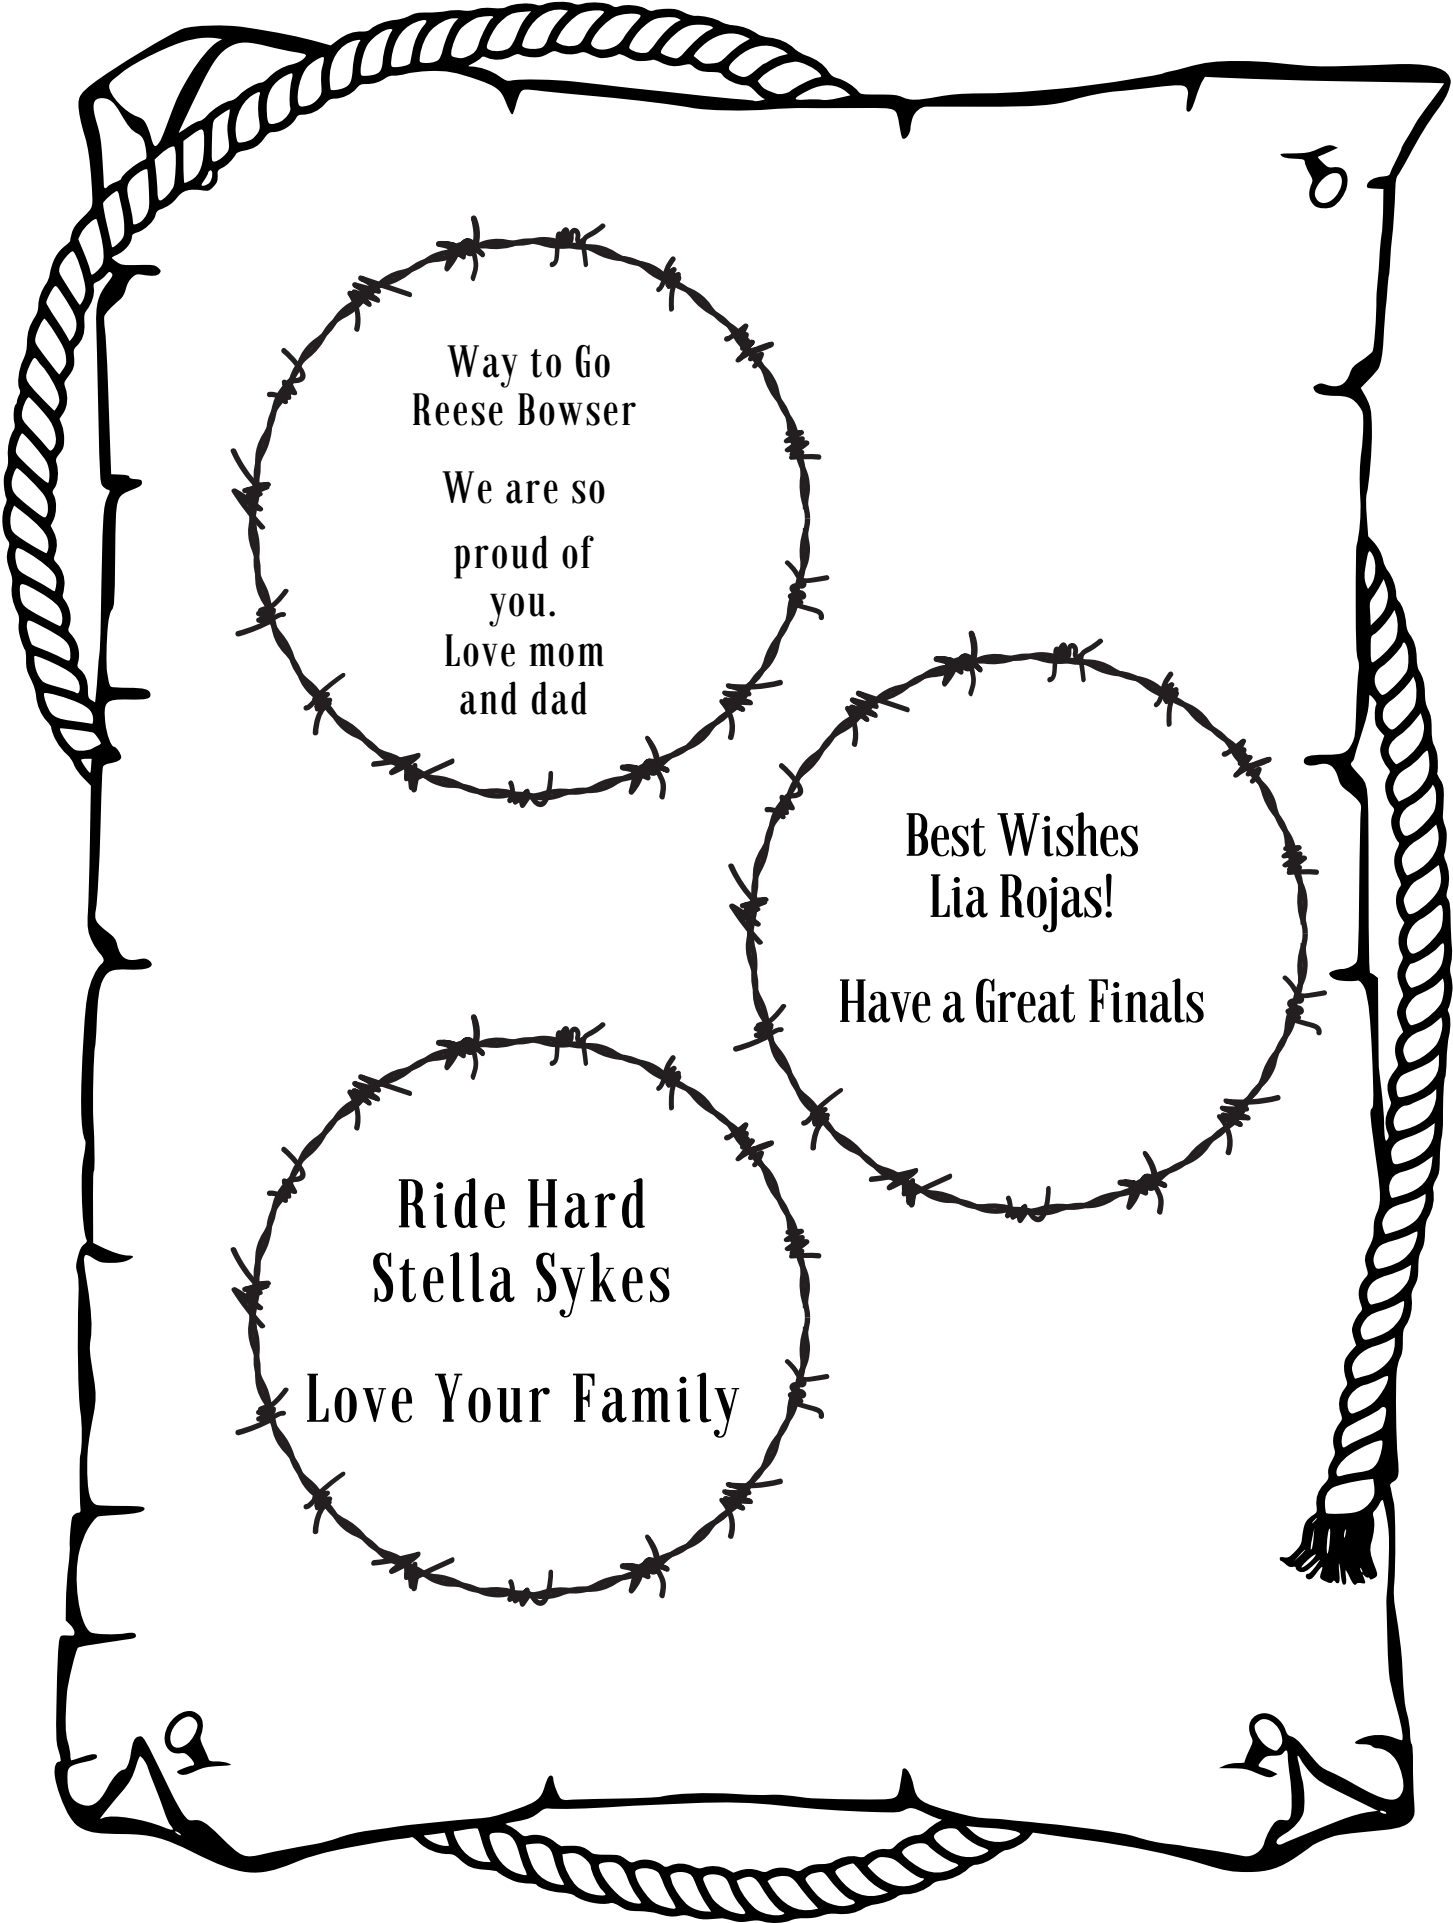 Way to Go
Reese Bowser
We are so
proud of
you.
Love mom
and dad
Best Wishes
Lia Rojas!
Have a Great Finals
Ride Hard
Stella Sykes
Love Your Family